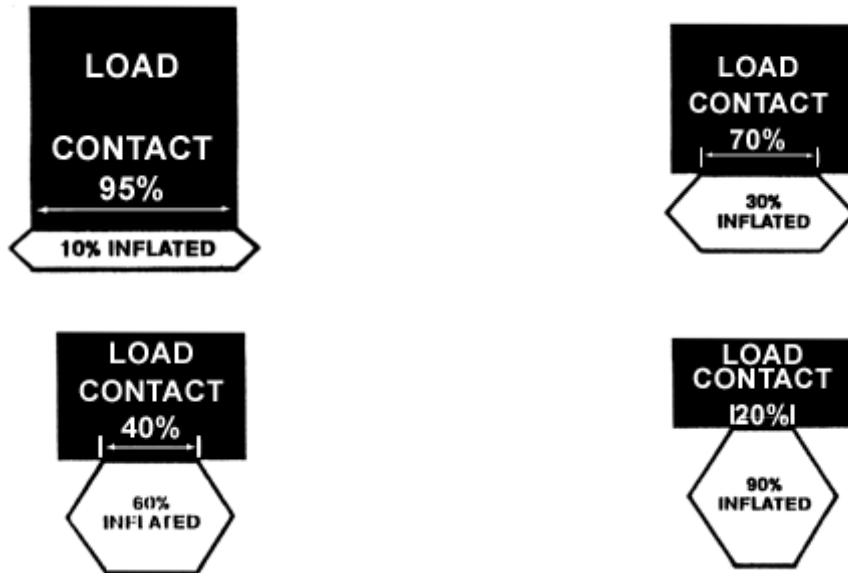 LOAD
CONTACT
95%
10% INFLATED
LOAD
CONTACT
70%
30%
INFLATED
LOAD
CONTACT
40%
60%
INFLATED
LOAD
CONTACT
20%
90%
INFLATED